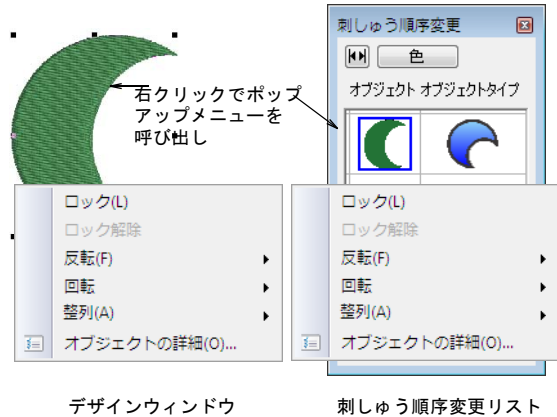 刺しゅう順序変更
色
オブジェクト オブジェクトタイプ
右クリックでポップ
アップメニューを
呼び出し
ロック(L)
ロック解除
反転(F)
回転
整列(A)
オブジェクトの詳細(O)...
ロック(L)
ロック解除
反転(F)
回転
整列(A)
オブジェクトの詳細(O)...
デザインウィンドウ
刺しゅう順序変更リスト